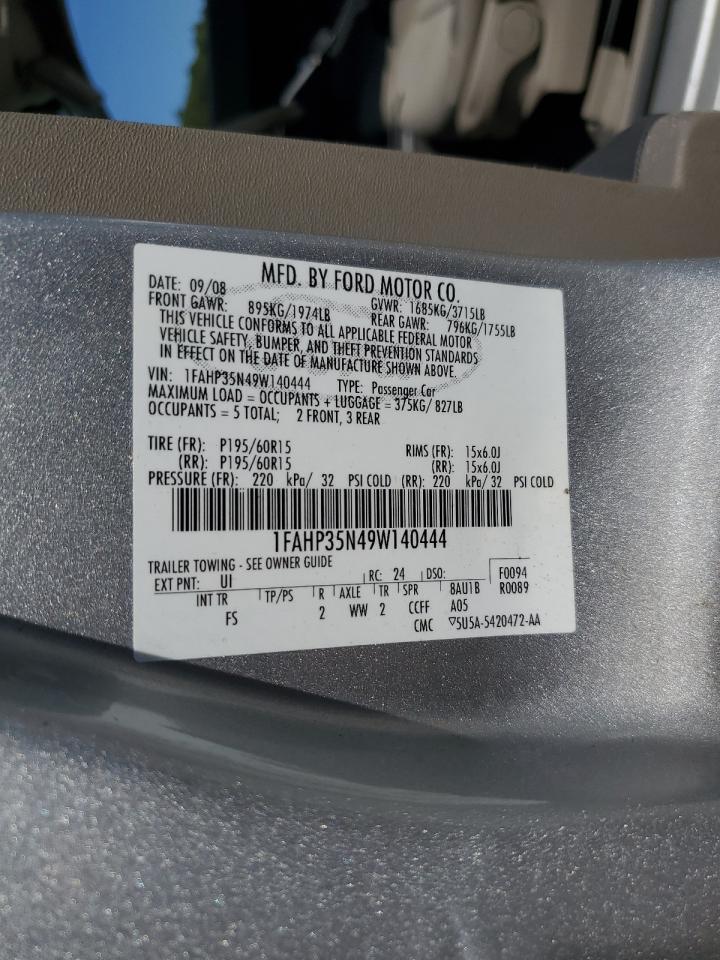 MFD. BY FORD MOTOR CO.
DATE: 09/08 GVWR: 1685KG/3715LB
FRONT GAWR: 895KG/1974LB REAR GAWR: 796KG/1755LB
THIS VEHICLE CONFORMS TO ALL APPLICABLE FEDERAL MOTOR
VEHICLE SAFETY, BUMPER, AND THEFT PREVENTION STANDARDS
IN EFFECT ON THE DATE OF MANUFACTURE SHOWN ABOVE.
VIN: 1FAHP35N49W140444 TYPE: Passenger Car
MAXIMUM LOAD = OCCUPANTS + LUGGAGE = 375KG/ 827LB
OCCUPANTS = 5 TOTAL; 2 FRONT, 3 REAR
TIRE (FR): P195/60R15 RIMS (FR): 15x6.0J
(RR): P195/60R15 (RR): 15x6.0J
PRESSURE (FR): 220 kPa/ 32 PSI COLD (RR): 220 kPa/ 32 PSI COLD
1FAHP35N49W140444
TRAILER TOWING - SEE OWNER GUIDE
EXT PNT: UI RC: 24 DSO: F0094
INT TR TP/PS R AXLE TR SPR 8AU1B R0089
FS 2 WW 2 CCFF A05
CMC ▽5U5A-5420472-AA